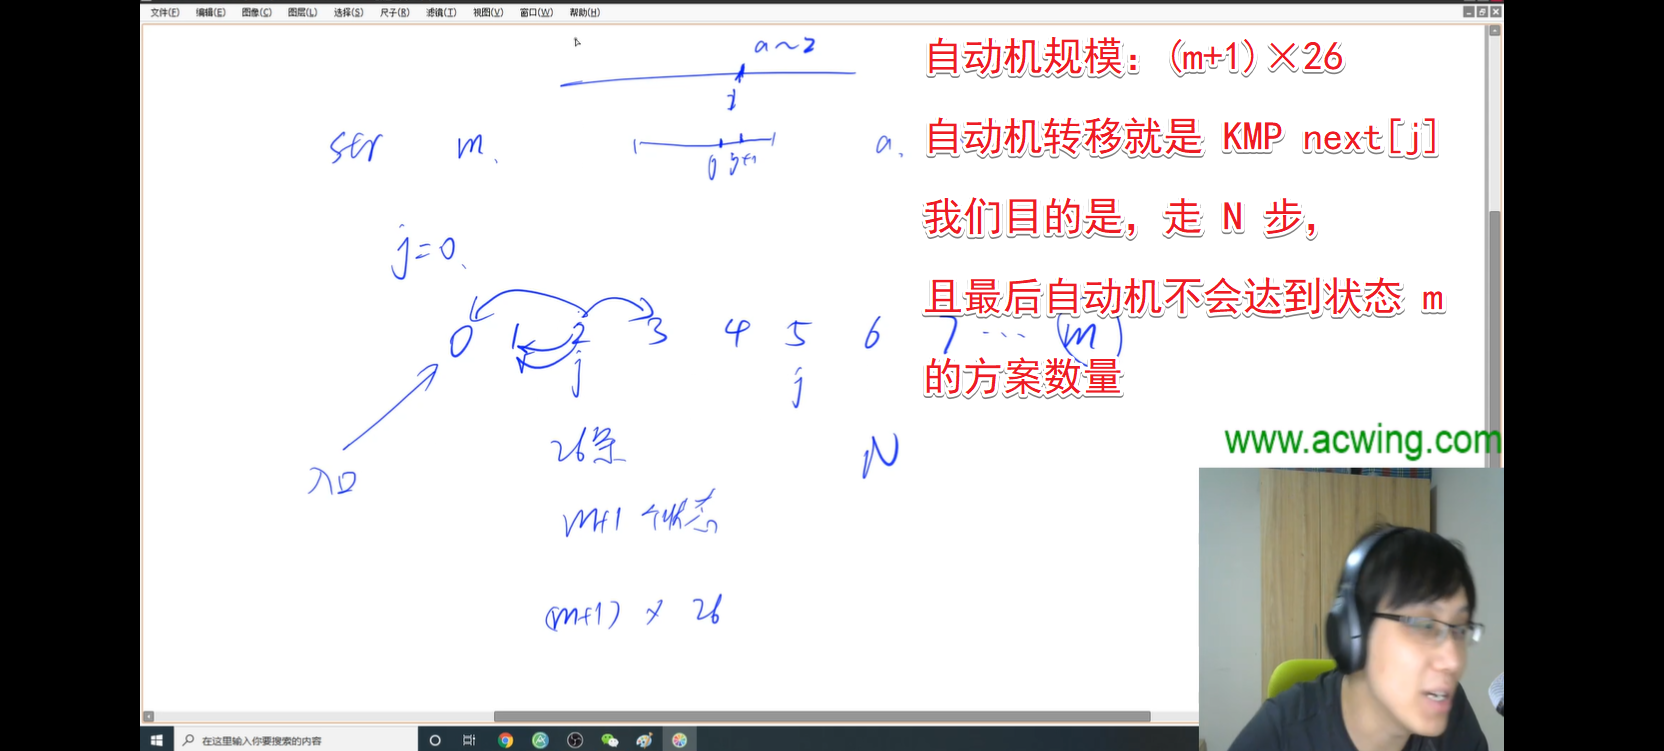 文件(F) 编辑(E) 图像(C) 图层(L) 选择(S) 尺子(R) 滤镜(I) 视图(V) 窗口(W) 帮助(H)
a~z
i
自动机规模：(m+1)×26
str m.
j j+1
a.
自动机转移就是 KMP next[j]
我们目的是，走 N 步，
j=0.
且最后自动机不会达到状态 m
0 1 2 3 4 5 6 7 ... (m)
j j
的方案数量
26条
N
www.acwing.com
入口
m+1 个状态
(m+1) × 26
在这里输入你要搜索的内容